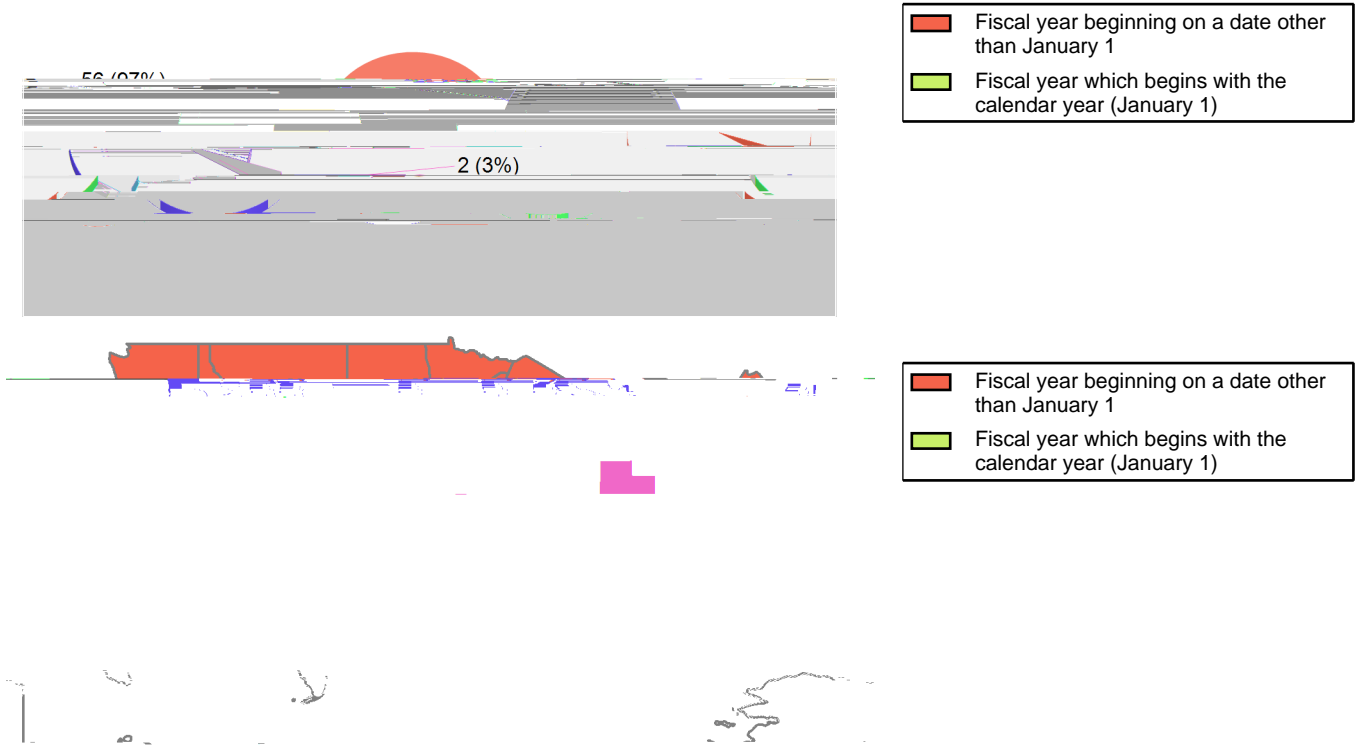 56 (97%)
2 (3%)
Fiscal year beginning on a date other
than January 1
Fiscal year which begins with the
calendar year (January 1)
Fiscal year beginning on a date other
than January 1
Fiscal year which begins with the
calendar year (January 1)